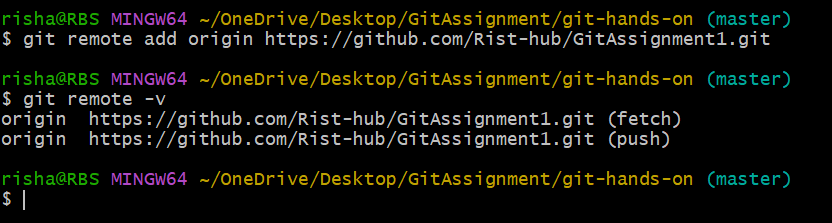 risha@RBS MINGW64 ~/OneDrive/Desktop/GitAssignment/git-hands-on (master)
$ git remote add origin https://github.com/Rist-hub/GitAssignment1.git
risha@RBS MINGW64 ~/OneDrive/Desktop/GitAssignment/git-hands-on (master)
$ git remote -v
origin  https://github.com/Rist-hub/GitAssignment1.git (fetch)
origin  https://github.com/Rist-hub/GitAssignment1.git (push)
risha@RBS MINGW64 ~/OneDrive/Desktop/GitAssignment/git-hands-on (master)
$